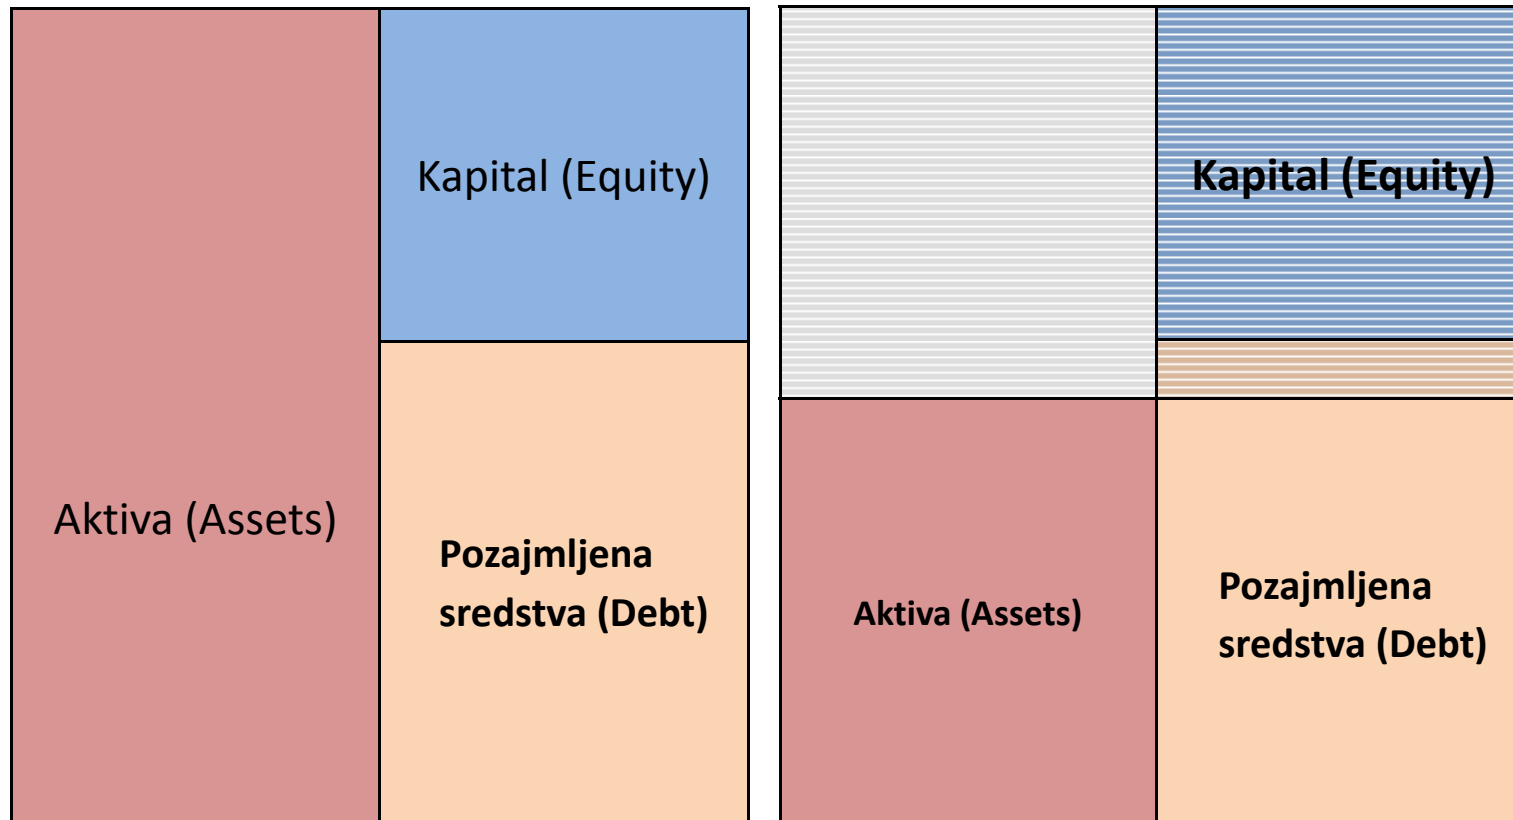 Kapital (Equity)
Aktiva (Assets)
Pozajmljena
sredstva (Debt)
Kapital (Equity)
Aktiva (Assets)
Pozajmljena
sredstva (Debt)